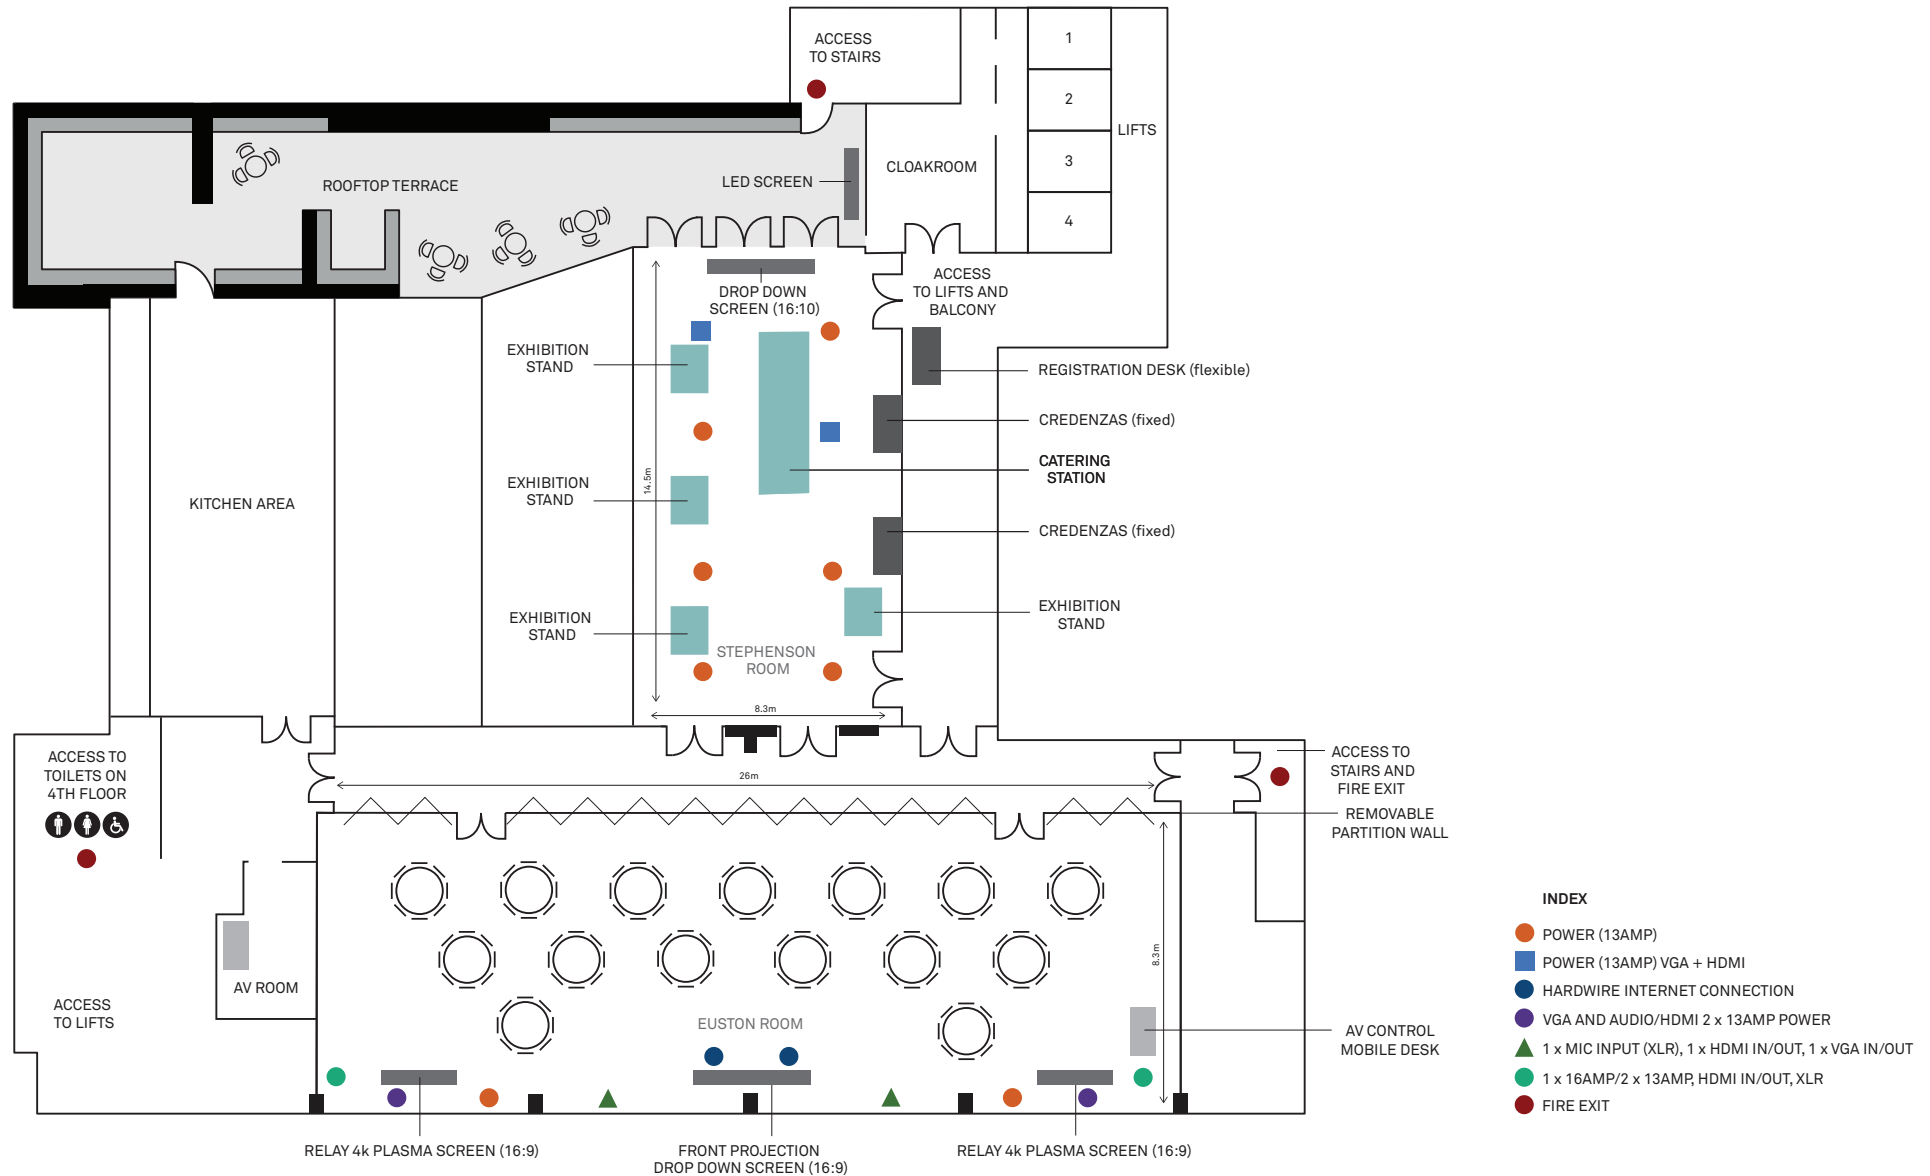 ACCESS
TO STAIRS
1
2
3
4
LIFTS
CLOAKROOM
LED SCREEN
ROOFTOP TERRACE
ACCESS
TO LIFTS AND
BALCONY
DROP DOWN
SCREEN (16:10)
EXHIBITION
STAND
REGISTRATION DESK (flexible)
CREDENZAS (fixed)
CATERING
STATION
14.5m
EXHIBITION
STAND
KITCHEN AREA
CREDENZAS (fixed)
EXHIBITION
STAND
EXHIBITION
STAND
STEPHENSON
ROOM
8.3m
ACCESS TO
TOILETS ON
4TH FLOOR
26m
ACCESS TO
STAIRS AND
FIRE EXIT
REMOVABLE
PARTITION WALL
8.3m
AV ROOM
ACCESS
TO LIFTS
EUSTON ROOM
AV CONTROL
MOBILE DESK
RELAY 4k PLASMA SCREEN (16:9)
FRONT PROJECTION
DROP DOWN SCREEN (16:9)
RELAY 4k PLASMA SCREEN (16:9)
INDEX
POWER (13AMP)
POWER (13AMP) VGA + HDMI
HARDWIRE INTERNET CONNECTION
VGA AND AUDIO/HDMI 2 x 13AMP POWER
1 x MIC INPUT (XLR), 1 x HDMI IN/OUT, 1 x VGA IN/OUT
1 x 16AMP/2 x 13AMP, HDMI IN/OUT, XLR
FIRE EXIT